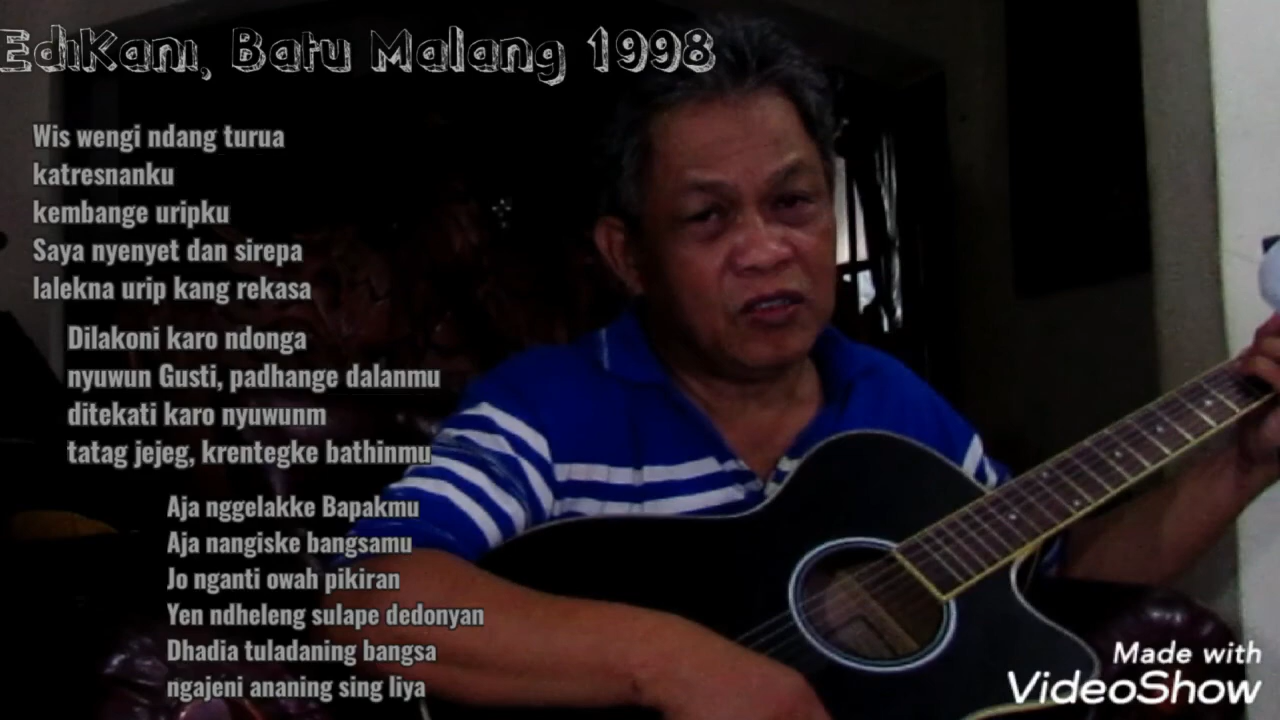 EdiKani, Batu Malang 1998
Wis wengi ndang turua
katresnanku
kembange uripku
Saya nyenyet dan sirepa
lalekna urip kang rekasa
Dilakoni karo ndonga
nyuwun Gusti, padhange dalanmu
ditekati karo nyuwunm
tatag jejeg, krentegke bathinmu
Aja nggelakke Bapakmu
Aja nangiske bangsamu
Jo nganti owah pikiran
Yen ndheleng sulape dedonyan
Dhadia tuladaning bangsa
ngajeni ananing sing liya
Made with
VideoShow